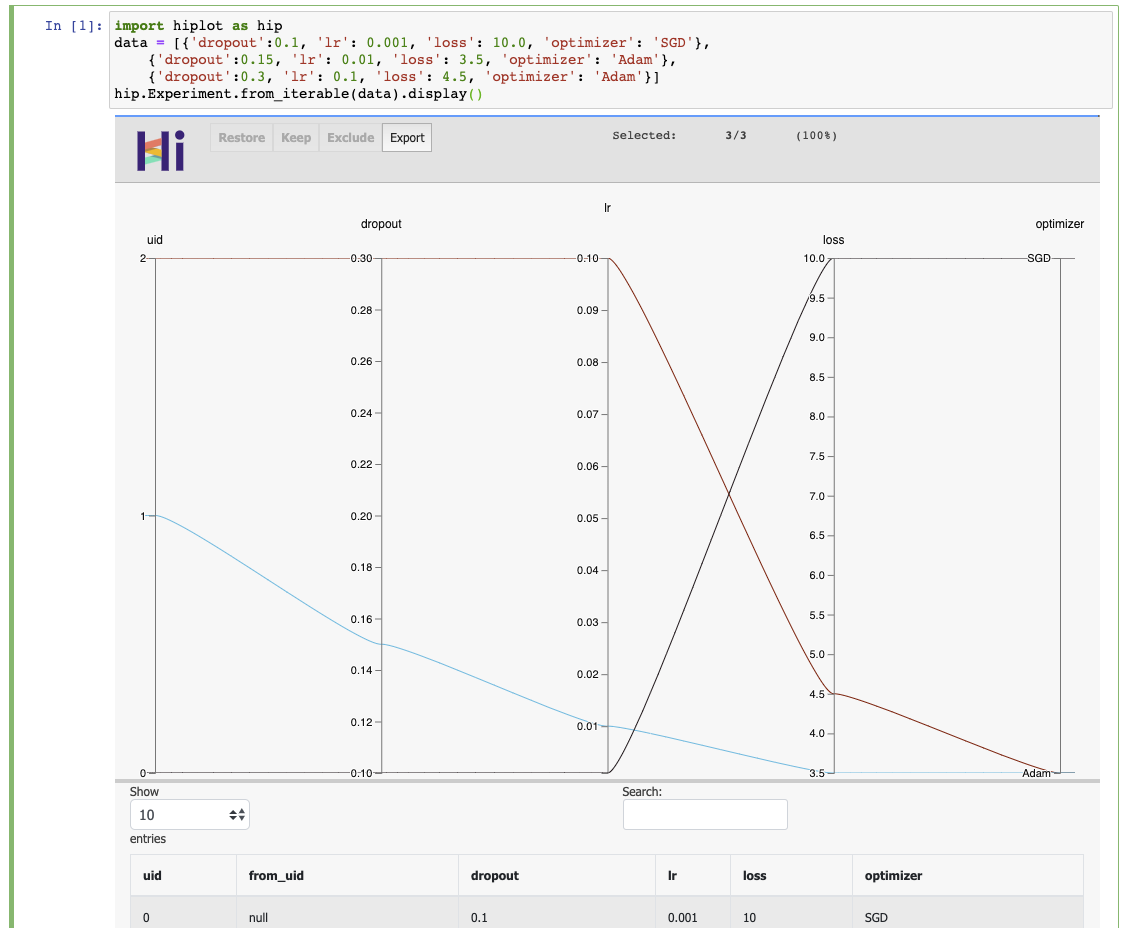 In [1]: import hiplot as hip
data = [{'dropout':0.1, 'lr': 0.001, 'loss': 10.0, 'optimizer': 'SGD'},
{'dropout':0.15, 'lr': 0.01, 'loss': 3.5, 'optimizer': 'Adam'},
{'dropout':0.3, 'lr': 0.1, 'loss': 4.5, 'optimizer': 'Adam'}]
hip.Experiment.from_iterable(data).display()
Hi Restore Keep Exclude Export Selected: 3/3 (100%)
uid
2
1
0
dropout
0.30
0.28
0.26
0.24
0.22
0.20
0.18
0.16
0.14
0.12
0.10
lr
0.10
0.09
0.08
0.07
0.06
0.05
0.04
0.03
0.02
0.01
loss
10.0
9.5
9.0
8.5
8.0
7.5
7.0
6.5
6.0
5.5
5.0
4.5
4.0
3.5
optimizer
SGD
Adam
Show
10
entries
Search:
uid from_uid dropout lr loss optimizer
0 null 0.1 0.001 10 SGD